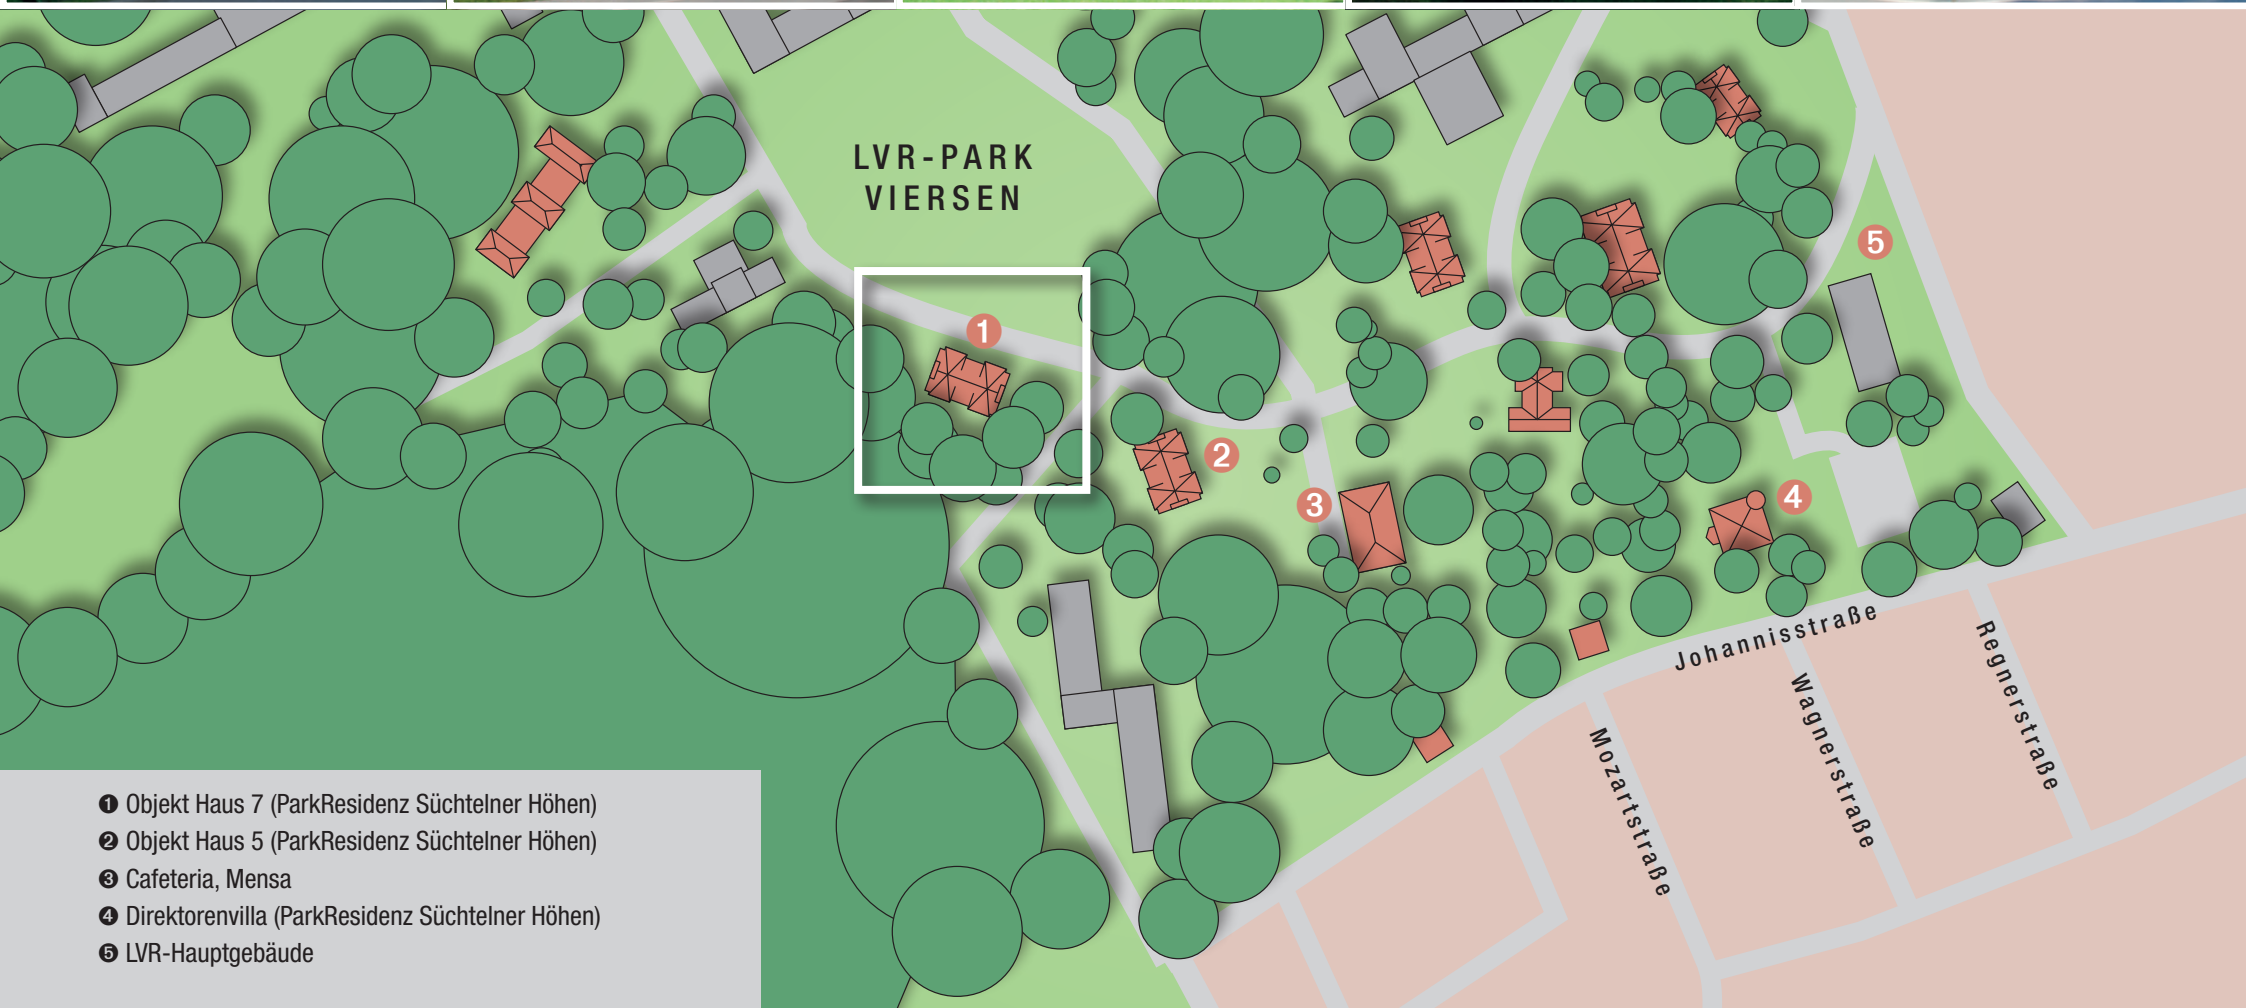 LVR-PARK
VIERSEN
1
2
3
4
5
Johannisstraße
Regnerstraße
Wagnerstraße
Mozartstraße
❶ Objekt Haus 7 (ParkResidenz Süchtelner Höhen)
❷ Objekt Haus 5 (ParkResidenz Süchtelner Höhen)
❸ Cafeteria, Mensa
❹ Direktorenvilla (ParkResidenz Süchtelner Höhen)
❺ LVR-Hauptgebäude